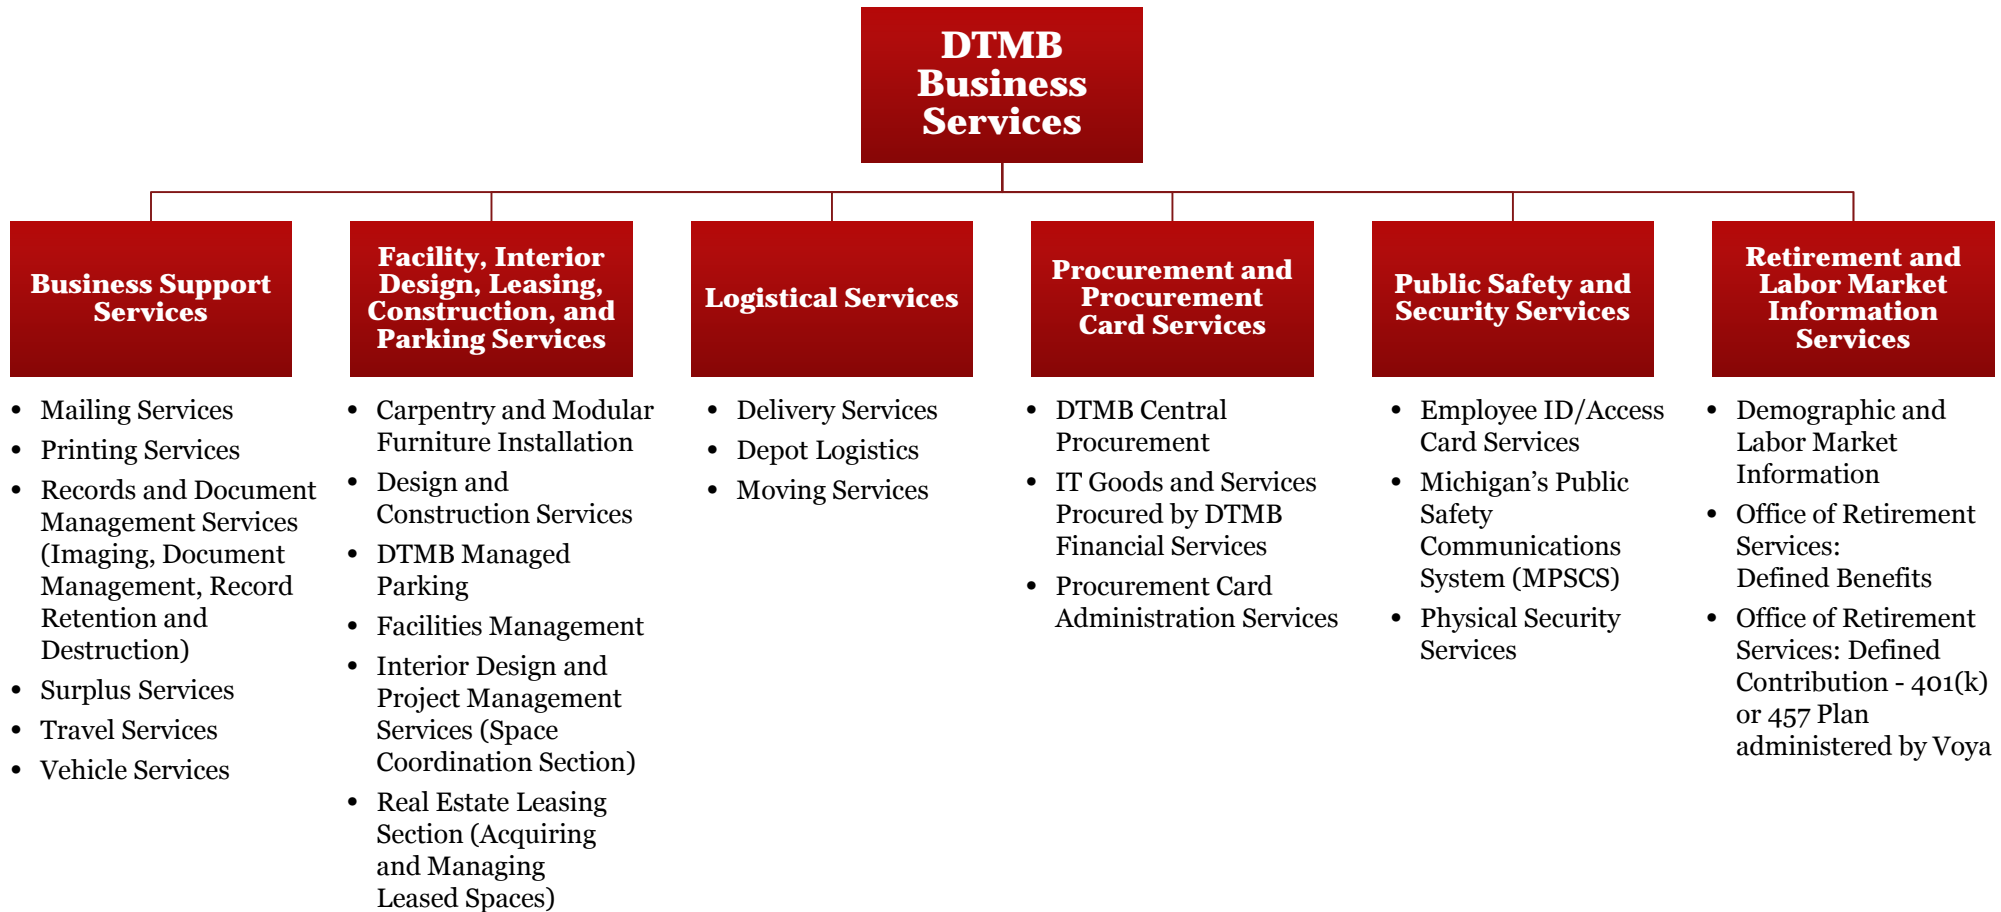 DTMB
Business
Services
Business Support
Services
• Mailing Services
• Printing Services
• Records and Document
Management Services
(Imaging, Document
Management, Record
Retention and
Destruction)
• Surplus Services
• Travel Services
• Vehicle Services
Facility, Interior
Design, Leasing,
Construction, and
Parking Services
• Carpentry and Modular
Furniture Installation
• Design and
Construction Services
• DTMB Managed
Parking
• Facilities Management
• Interior Design and
Project Management
Services (Space
Coordination Section)
• Real Estate Leasing
Section (Acquiring
and Managing
Leased Spaces)
Logistical Services
• Delivery Services
• Depot Logistics
• Moving Services
Procurement and
Procurement
Card Services
• DTMB Central
Procurement
• IT Goods and Services
Procured by DTMB
Financial Services
• Procurement Card
Administration Services
Public Safety and
Security Services
• Employee ID/Access
Card Services
• Michigan’s Public
Safety
Communications
System (MPSCS)
• Physical Security
Services
Retirement and
Labor Market
Information
Services
• Demographic and
Labor Market
Information
• Office of Retirement
Services:
Defined Benefits
• Office of Retirement
Services: Defined
Contribution - 401(k)
or 457 Plan
administered by Voya